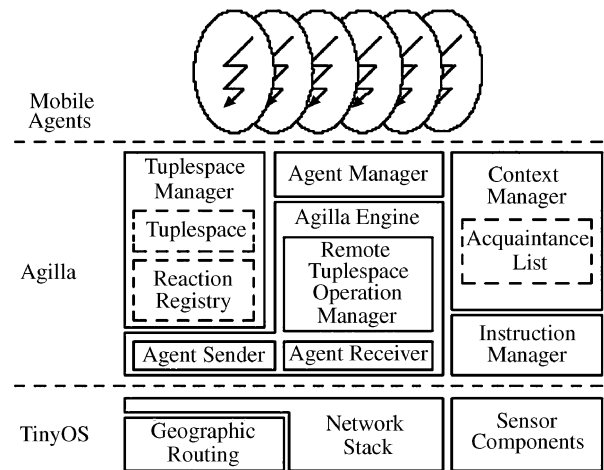 Mobile
Agents
Agilla
Tuplespace
Manager
Tuplespace
Reaction
Registry
Agent Manager
Agilla Engine
Remote
Tuplespace
Operation
Manager
Agent Sender
Agent Receiver
Context
Manager
Acquaintance
List
Instruction
Manager
TinyOS
Geographic
Routing
Network
Stack
Sensor
Components